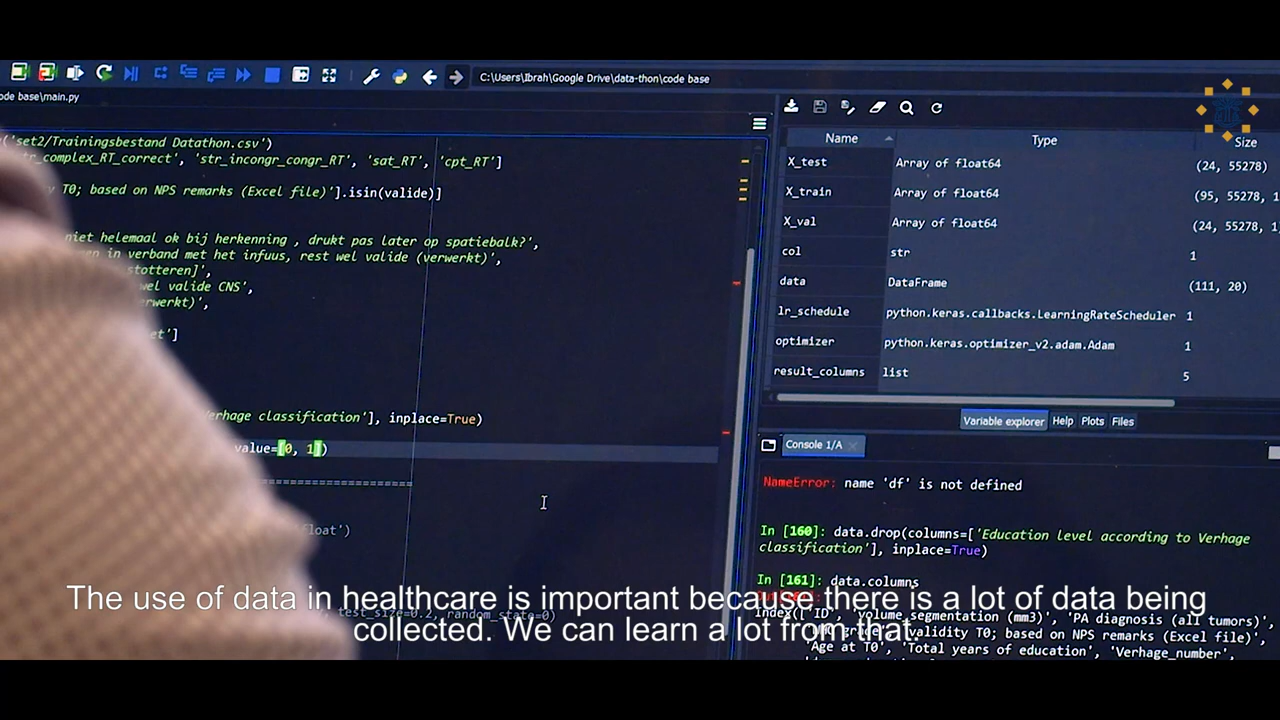 C:\Users\Ibrah\Google Drive\data-thon\code base
ode base\main.py
('set2/Trainingsbestand Datathon.csv')
str_complex_RT_correct', 'str_incongr_congr_RT', 'sat_RT', 'cpt_RT']
y T0; based on NPS remarks (Excel file)'].isin(valide)]
niet helemaal ok bij herkenning , drukt pas later op spatiebalk?',
in verband met het infuus, rest wel valide (verwerkt)',
stotteren]',
wel valide CNS',
erwerkt)',
et']
Verhage classification'], inplace=True)
value=[0, 1])
float')
test_size=0.2, random_state=0)
Name Type Size
X_test Array of float64 (24, 55278)
X_train Array of float64 (95, 55278, 1
X_val Array of float64 (24, 55278, 1
col str 1
data DataFrame (111, 20)
lr_schedule python.keras.callbacks.LearningRateScheduler 1
optimizer python.keras.optimizer_v2.adam.Adam 1
result_columns list 5
Variable explorer Help Plots Files
Console 1/A
NameError: name 'df' is not defined
In [160]: data.drop(columns=['Education level according to Verhage
classification'], inplace=True)
In [161]: data.columns
Index(['ID', 'volume_segmentation (mm3)', 'PA diagnosis (all tumors)',
validity T0; based on NPS remarks (Excel file)',
'Age at T0', 'Total years of education', 'Verhage_number',
The use of data in healthcare is important because there is a lot of data being
collected. We can learn a lot from that.